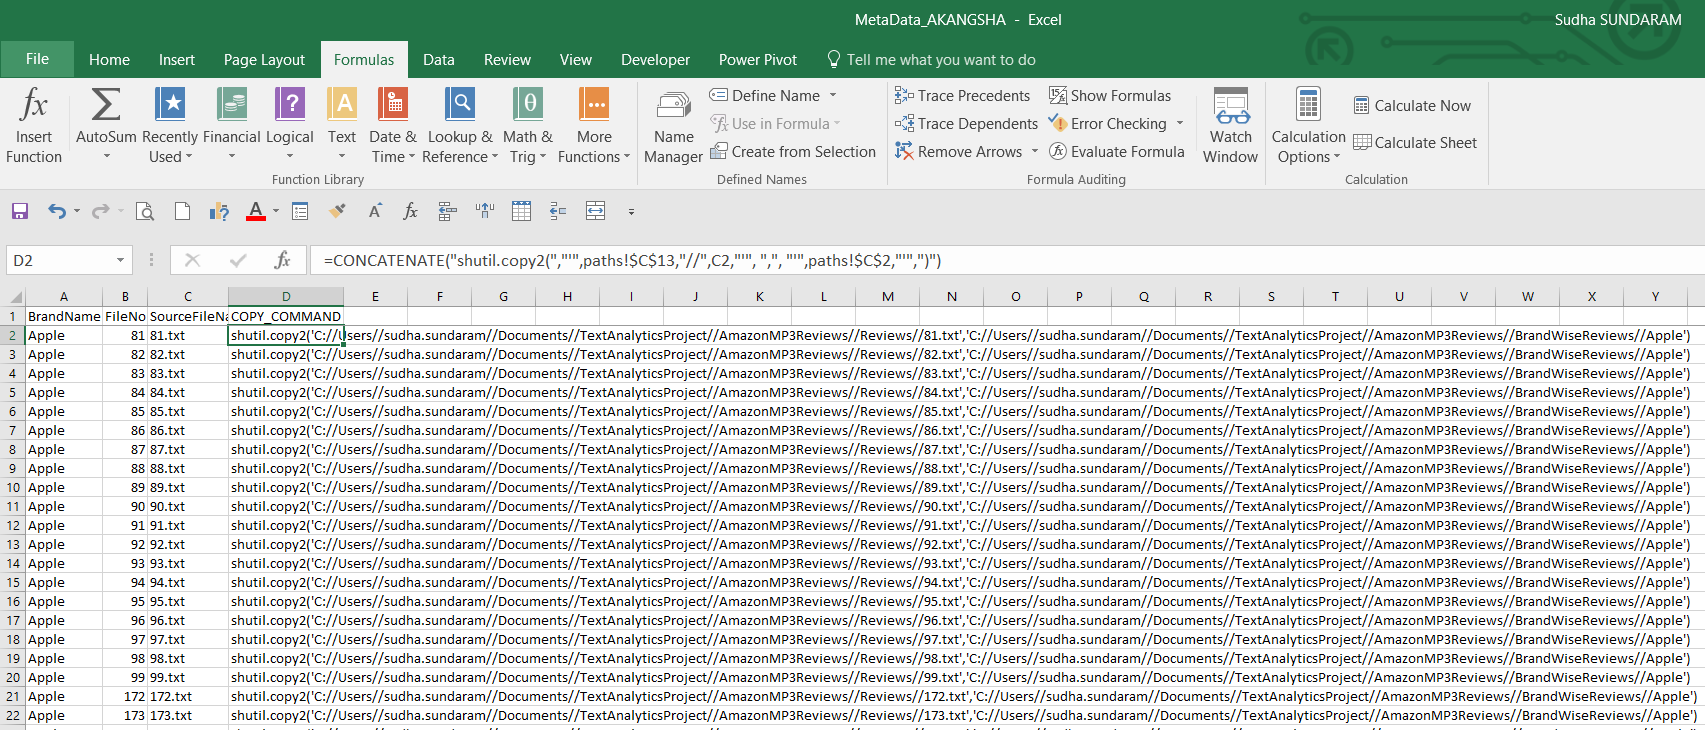 MetaData_AKANGSHA - Excel
Sudha SUNDARAM
File Home Insert Page Layout Formulas Data Review View Developer Power Pivot Tell me what you want to do
Insert Function
AutoSum
Recently Used
Financial
Logical
Text
Date & Time
Lookup & Reference
Math & Trig
More Functions
Function Library
Name Manager
Define Name
Use in Formula
Create from Selection
Defined Names
Trace Precedents
Trace Dependents
Remove Arrows
Show Formulas
Error Checking
Evaluate Formula
Formula Auditing
Watch Window
Calculation Options
Calculate Now
Calculate Sheet
Calculation
D2 fx =CONCATENATE("shutil.copy2(","'",paths!$C$13,"//",C2,"'", ",", "'",paths!$C$2,"'",")")
A B C D E F G H I J K L M N O P Q R S T U V W X Y
1 BrandName FileNo SourceFileNa COPY_COMMAND
2 Apple 81 81.txt shutil.copy2('C://Users//sudha.sundaram//Documents//TextAnalyticsProject//AmazonMP3Reviews//Reviews//81.txt','C://Users//sudha.sundaram//Documents//TextAnalyticsProject//AmazonMP3Reviews//BrandWiseReviews//Apple')
3 Apple 82 82.txt shutil.copy2('C://Users//sudha.sundaram//Documents//TextAnalyticsProject//AmazonMP3Reviews//Reviews//82.txt','C://Users//sudha.sundaram//Documents//TextAnalyticsProject//AmazonMP3Reviews//BrandWiseReviews//Apple')
4 Apple 83 83.txt shutil.copy2('C://Users//sudha.sundaram//Documents//TextAnalyticsProject//AmazonMP3Reviews//Reviews//83.txt','C://Users//sudha.sundaram//Documents//TextAnalyticsProject//AmazonMP3Reviews//BrandWiseReviews//Apple')
5 Apple 84 84.txt shutil.copy2('C://Users//sudha.sundaram//Documents//TextAnalyticsProject//AmazonMP3Reviews//Reviews//84.txt','C://Users//sudha.sundaram//Documents//TextAnalyticsProject//AmazonMP3Reviews//BrandWiseReviews//Apple')
6 Apple 85 85.txt shutil.copy2('C://Users//sudha.sundaram//Documents//TextAnalyticsProject//AmazonMP3Reviews//Reviews//85.txt','C://Users//sudha.sundaram//Documents//TextAnalyticsProject//AmazonMP3Reviews//BrandWiseReviews//Apple')
7 Apple 86 86.txt shutil.copy2('C://Users//sudha.sundaram//Documents//TextAnalyticsProject//AmazonMP3Reviews//Reviews//86.txt','C://Users//sudha.sundaram//Documents//TextAnalyticsProject//AmazonMP3Reviews//BrandWiseReviews//Apple')
8 Apple 87 87.txt shutil.copy2('C://Users//sudha.sundaram//Documents//TextAnalyticsProject//AmazonMP3Reviews//Reviews//87.txt','C://Users//sudha.sundaram//Documents//TextAnalyticsProject//AmazonMP3Reviews//BrandWiseReviews//Apple')
9 Apple 88 88.txt shutil.copy2('C://Users//sudha.sundaram//Documents//TextAnalyticsProject//AmazonMP3Reviews//Reviews//88.txt','C://Users//sudha.sundaram//Documents//TextAnalyticsProject//AmazonMP3Reviews//BrandWiseReviews//Apple')
10 Apple 89 89.txt shutil.copy2('C://Users//sudha.sundaram//Documents//TextAnalyticsProject//AmazonMP3Reviews//Reviews//89.txt','C://Users//sudha.sundaram//Documents//TextAnalyticsProject//AmazonMP3Reviews//BrandWiseReviews//Apple')
11 Apple 90 90.txt shutil.copy2('C://Users//sudha.sundaram//Documents//TextAnalyticsProject//AmazonMP3Reviews//Reviews//90.txt','C://Users//sudha.sundaram//Documents//TextAnalyticsProject//AmazonMP3Reviews//BrandWiseReviews//Apple')
12 Apple 91 91.txt shutil.copy2('C://Users//sudha.sundaram//Documents//TextAnalyticsProject//AmazonMP3Reviews//Reviews//91.txt','C://Users//sudha.sundaram//Documents//TextAnalyticsProject//AmazonMP3Reviews//BrandWiseReviews//Apple')
13 Apple 92 92.txt shutil.copy2('C://Users//sudha.sundaram//Documents//TextAnalyticsProject//AmazonMP3Reviews//Reviews//92.txt','C://Users//sudha.sundaram//Documents//TextAnalyticsProject//AmazonMP3Reviews//BrandWiseReviews//Apple')
14 Apple 93 93.txt shutil.copy2('C://Users//sudha.sundaram//Documents//TextAnalyticsProject//AmazonMP3Reviews//Reviews//93.txt','C://Users//sudha.sundaram//Documents//TextAnalyticsProject//AmazonMP3Reviews//BrandWiseReviews//Apple')
15 Apple 94 94.txt shutil.copy2('C://Users//sudha.sundaram//Documents//TextAnalyticsProject//AmazonMP3Reviews//Reviews//94.txt','C://Users//sudha.sundaram//Documents//TextAnalyticsProject//AmazonMP3Reviews//BrandWiseReviews//Apple')
16 Apple 95 95.txt shutil.copy2('C://Users//sudha.sundaram//Documents//TextAnalyticsProject//AmazonMP3Reviews//Reviews//95.txt','C://Users//sudha.sundaram//Documents//TextAnalyticsProject//AmazonMP3Reviews//BrandWiseReviews//Apple')
17 Apple 96 96.txt shutil.copy2('C://Users//sudha.sundaram//Documents//TextAnalyticsProject//AmazonMP3Reviews//Reviews//96.txt','C://Users//sudha.sundaram//Documents//TextAnalyticsProject//AmazonMP3Reviews//BrandWiseReviews//Apple')
18 Apple 97 97.txt shutil.copy2('C://Users//sudha.sundaram//Documents//TextAnalyticsProject//AmazonMP3Reviews//Reviews//97.txt','C://Users//sudha.sundaram//Documents//TextAnalyticsProject//AmazonMP3Reviews//BrandWiseReviews//Apple')
19 Apple 98 98.txt shutil.copy2('C://Users//sudha.sundaram//Documents//TextAnalyticsProject//AmazonMP3Reviews//Reviews//98.txt','C://Users//sudha.sundaram//Documents//TextAnalyticsProject//AmazonMP3Reviews//BrandWiseReviews//Apple')
20 Apple 99 99.txt shutil.copy2('C://Users//sudha.sundaram//Documents//TextAnalyticsProject//AmazonMP3Reviews//Reviews//99.txt','C://Users//sudha.sundaram//Documents//TextAnalyticsProject//AmazonMP3Reviews//BrandWiseReviews//Apple')
21 Apple 172 172.txt shutil.copy2('C://Users//sudha.sundaram//Documents//TextAnalyticsProject//AmazonMP3Reviews//Reviews//172.txt','C://Users//sudha.sundaram//Documents//TextAnalyticsProject//AmazonMP3Reviews//BrandWiseReviews//Apple')
22 Apple 173 173.txt shutil.copy2('C://Users//sudha.sundaram//Documents//TextAnalyticsProject//AmazonMP3Reviews//Reviews//173.txt','C://Users//sudha.sundaram//Documents//TextAnalyticsProject//AmazonMP3Reviews//BrandWiseReviews//Apple')